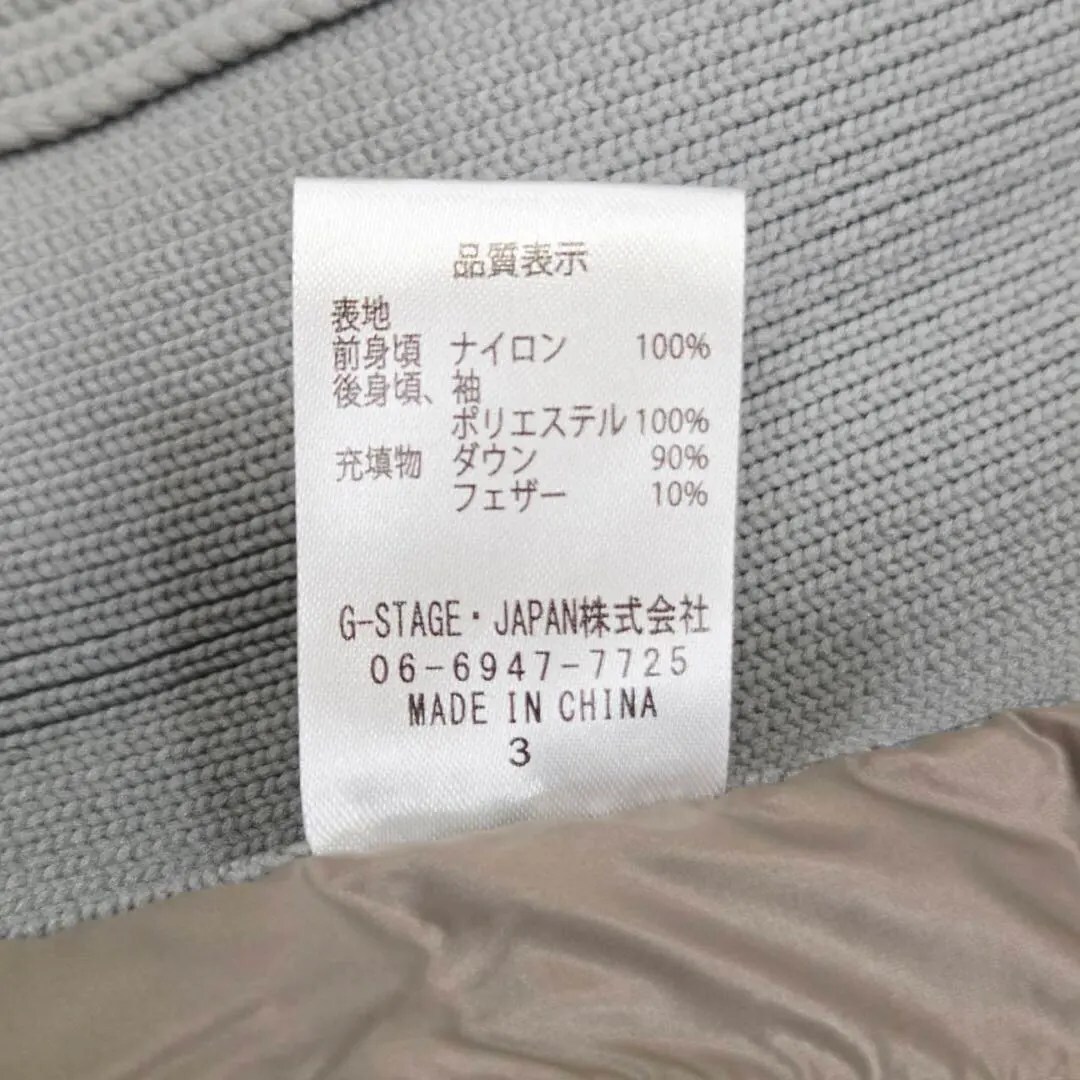 品質表示
表地
前身頃 ナイロン 100%
後身頃、袖
ポリエステル 100%
充填物 ダウン 90%
フェザー 10%
G-STAGE・JAPAN株式会社
06-6947-7725
MADE IN CHINA
3